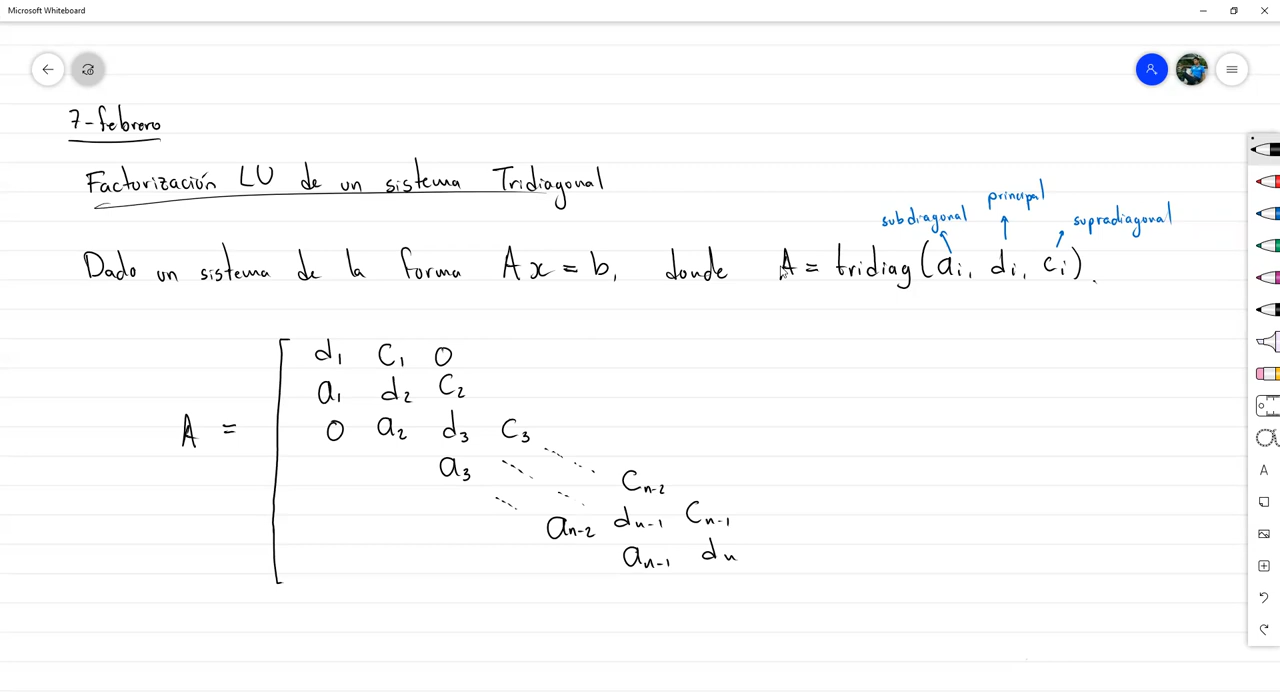 Microsoft Whiteboard
7-febrero
Factorización LU de un sistema Tridiagonal
subdiagonal principal supradiagonal
Dado un sistema de la forma Ax = b, donde A = tridiag(ai, di, ci).
d1 c1 0
a1 d2 c2
A = 0 a2 d3 c3
a3 cn-2
an-2 dn-1 cn-1
an-1 dn
A